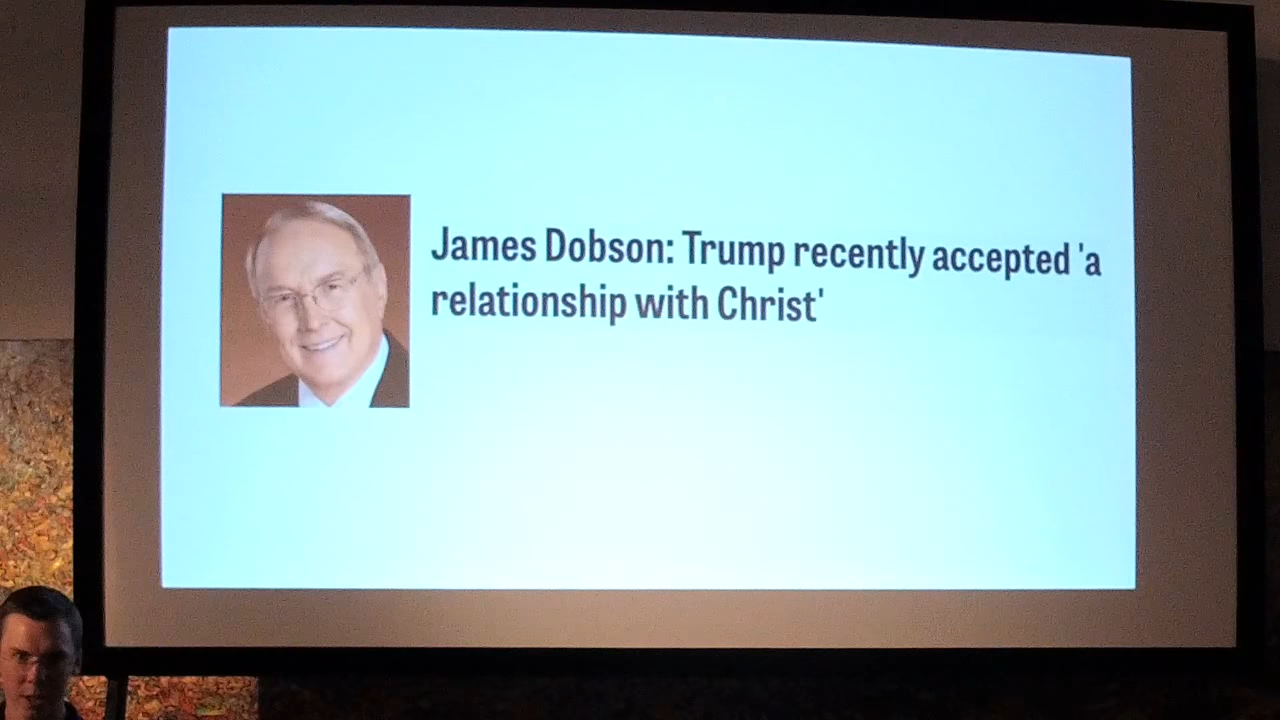 James Dobson: Trump recently accepted 'a
relationship with Christ'